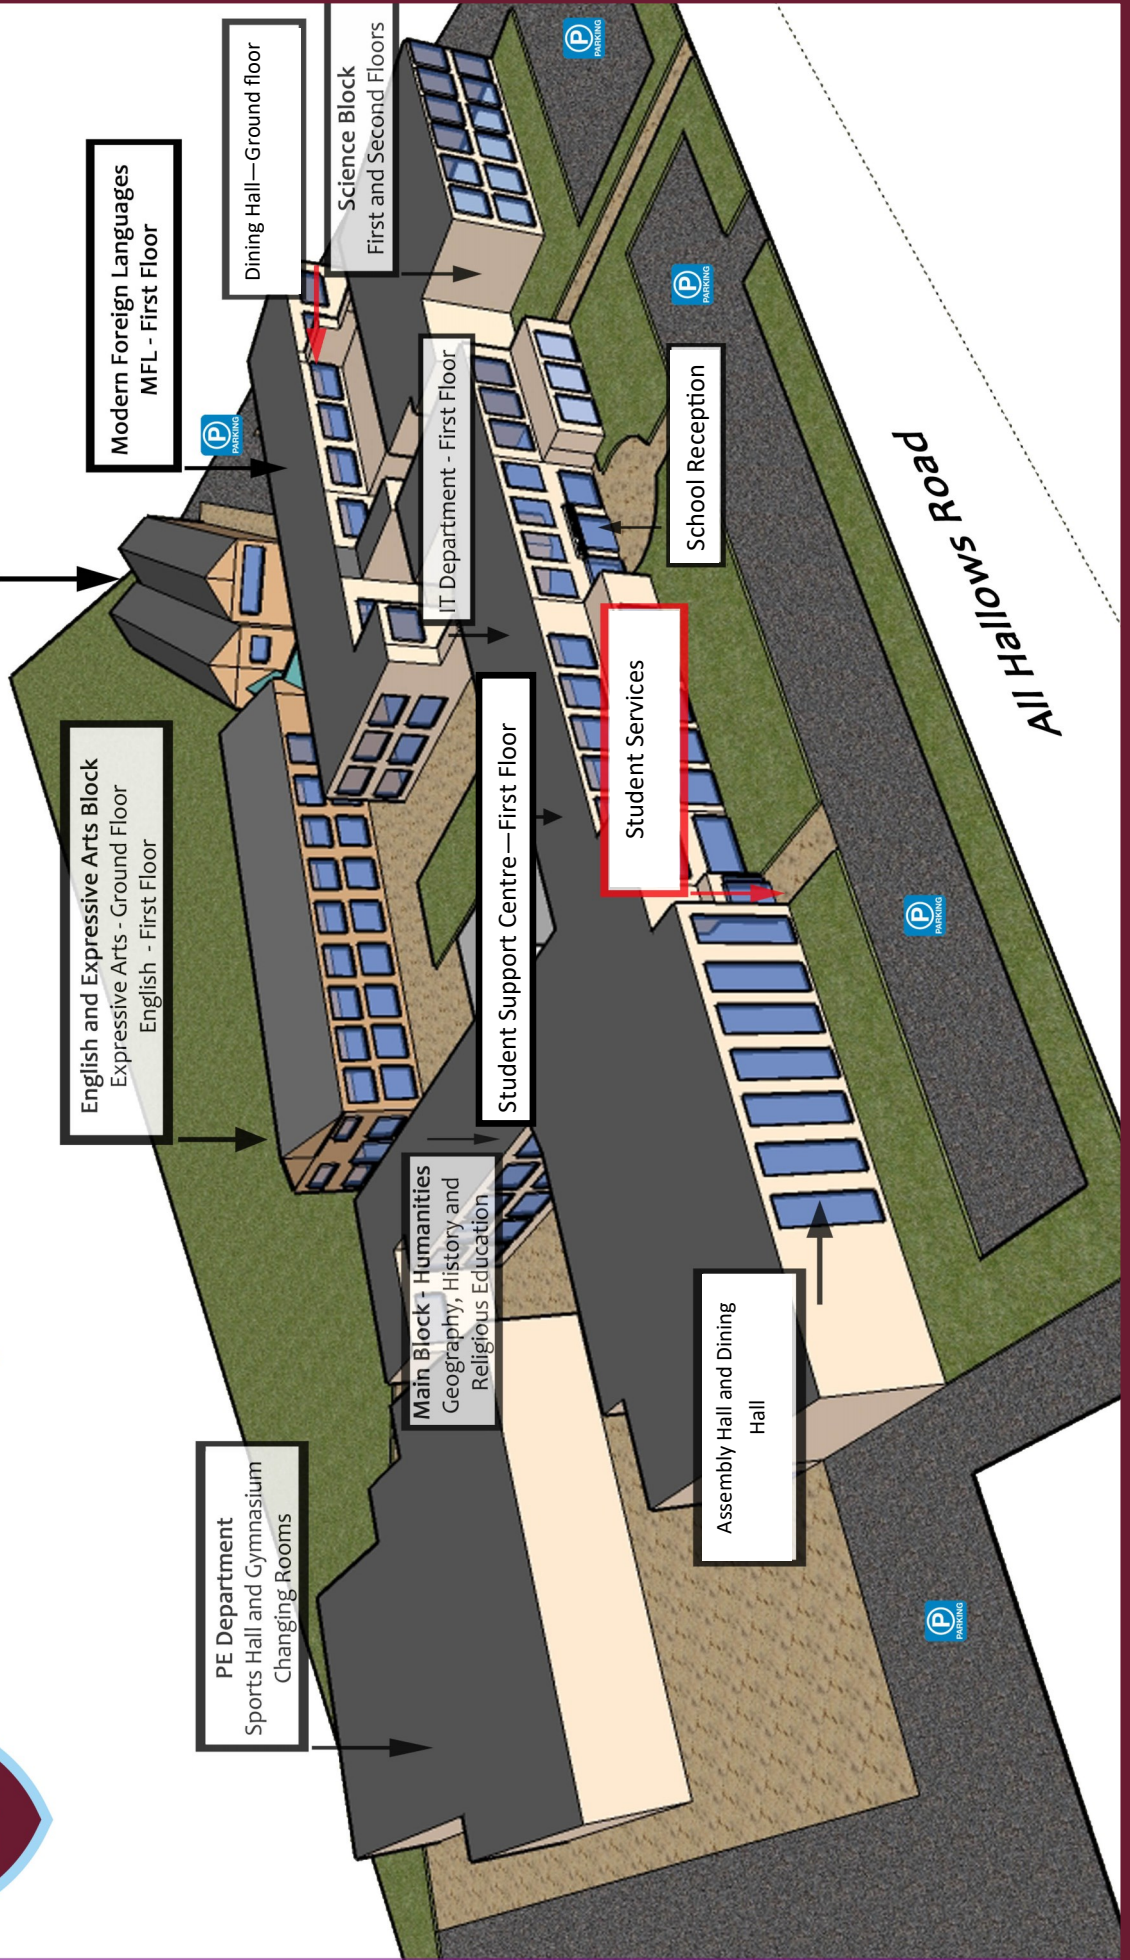 Modern Foreign Languages
MFL - First Floor
Dining Hall—Ground floor
Science Block
First and Second Floors
English and Expressive Arts Block
Expressive Arts - Ground Floor
English - First Floor
PE Department
Sports Hall and Gymnasium
Changing Rooms
Main Block - Humanities
Geography, History and
Religious Education
IT Department - First Floor
Student Support Centre—First Floor
Student Services
School Reception
Assembly Hall and Dining
Hall
All Hallows Road
P
PARKING
P
PARKING
P
PARKING
P
PARKING
P
PARKING